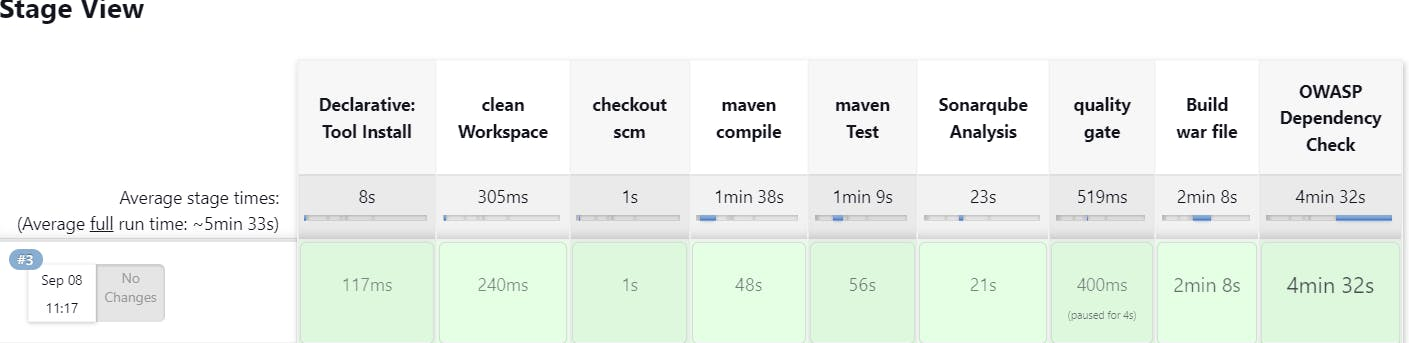 Stage View
Declarative: Tool Install
clean Workspace
checkout scm
maven compile
maven Test
Sonarqube Analysis
quality gate
Build war file
OWASP Dependency Check
Average stage times:
(Average full run time: ~5min 33s)
8s
305ms
1s
1min 38s
1min 9s
23s
519ms
2min 8s
4min 32s
#3
Sep 08
11:17
No
Changes
117ms
240ms
1s
48s
56s
21s
400ms
(paused for 4s)
2min 8s
4min 32s